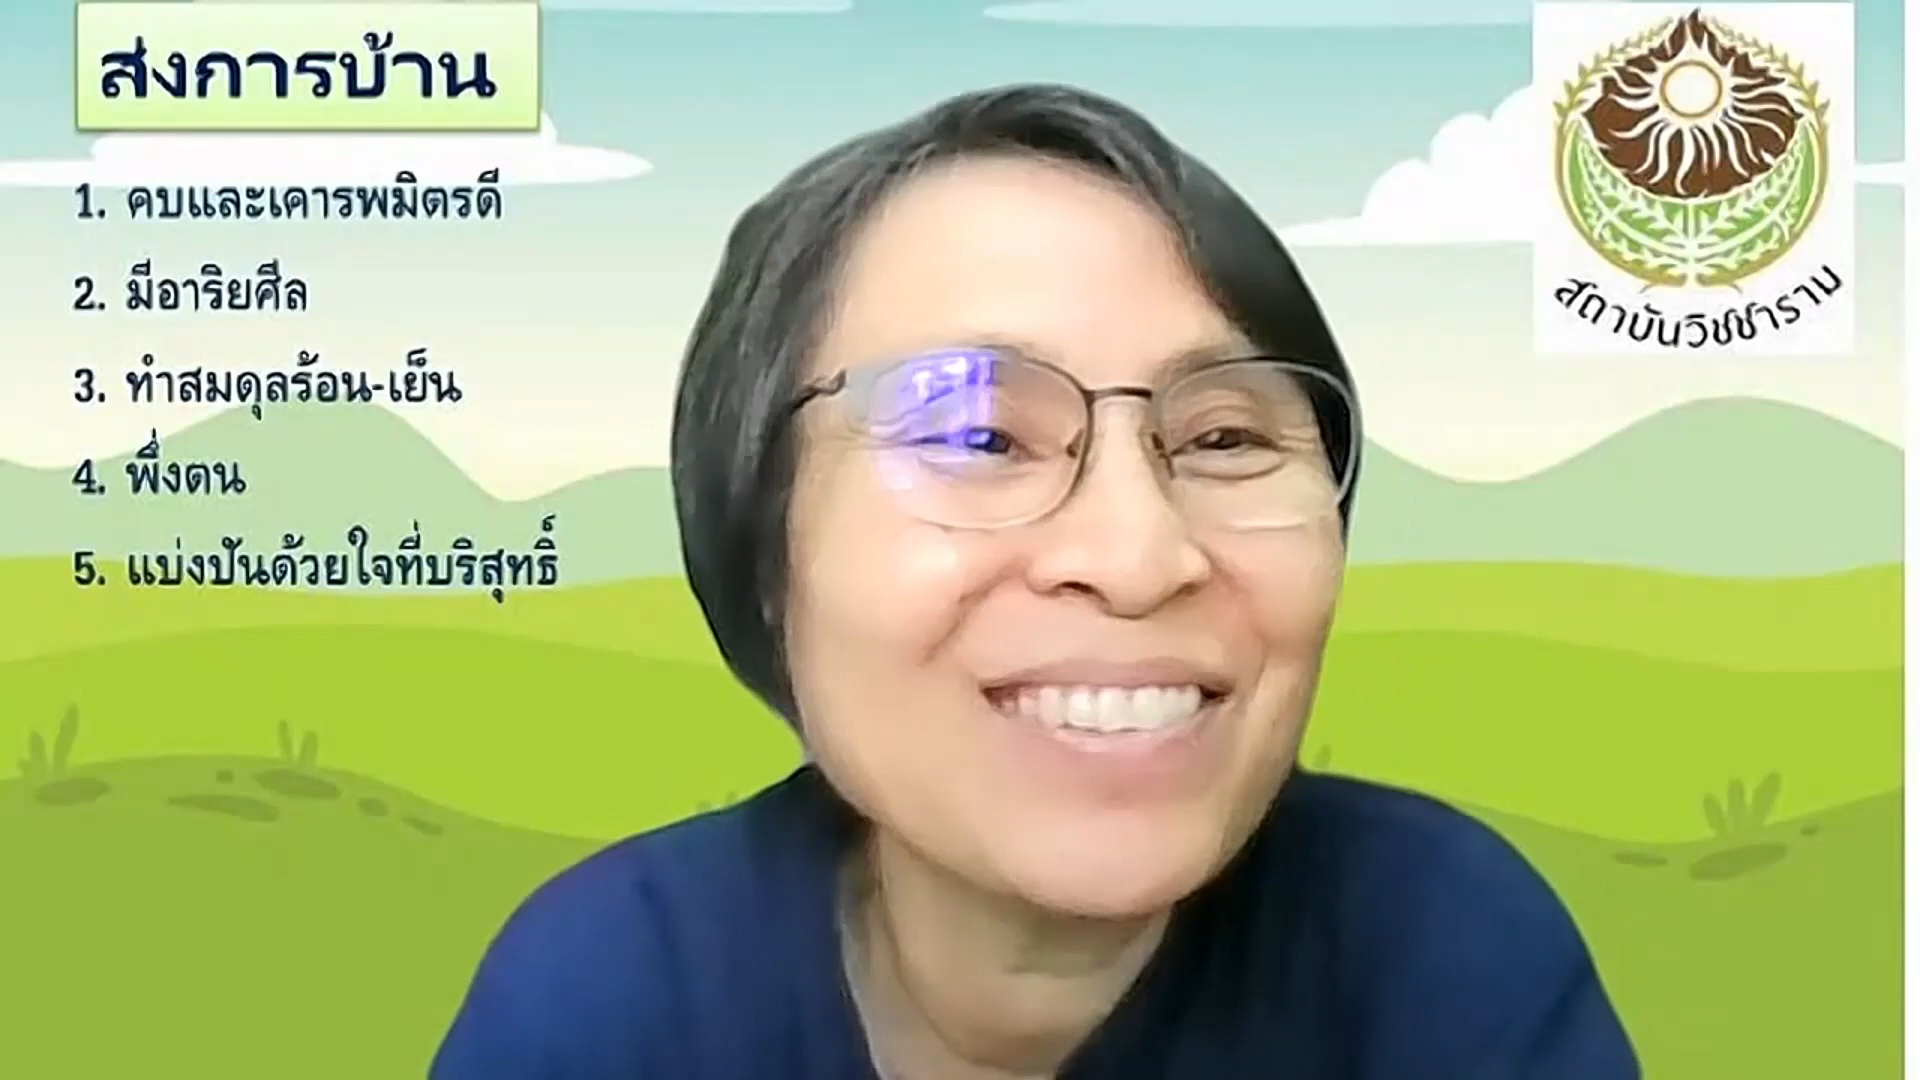 ส่งการบ้าน
1. คบและเคารพมิตรดี
2. มีอาริยศีล
3. ทำสมดุลร้อน-เย็น
4. พึ่งตน
5. แบ่งปันด้วยใจที่บริสุทธิ์
สถาบันวิชชาราม